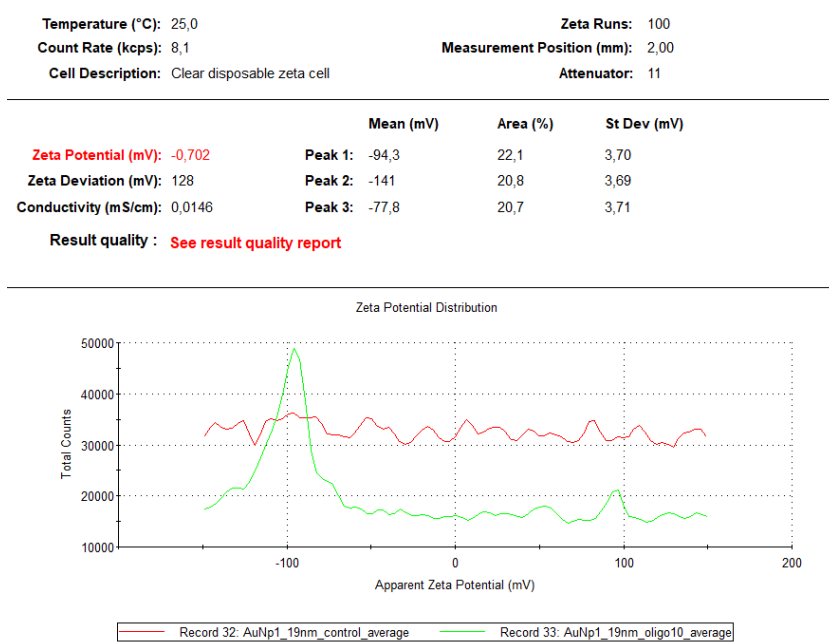 Temperature (°C): 25,0 Zeta Runs: 100
Count Rate (kcps): 8,1 Measurement Position (mm): 2,00
Cell Description: Clear disposable zeta cell Attenuator: 11
Mean (mV) Area (%) St Dev (mV)
Zeta Potential (mV): -0,702 Peak 1: -94,3 22,1 3,70
Zeta Deviation (mV): 128 Peak 2: -141 20,8 3,69
Conductivity (mS/cm): 0,0146 Peak 3: -77,8 20,7 3,71
Result quality : See result quality report
Zeta Potential Distribution
50000
40000
30000
20000
10000
Total Counts
-100 0 100 200
Apparent Zeta Potential (mV)
Record 32: AuNp1_19nm_control_average Record 33: AuNp1_19nm_oligo10_average